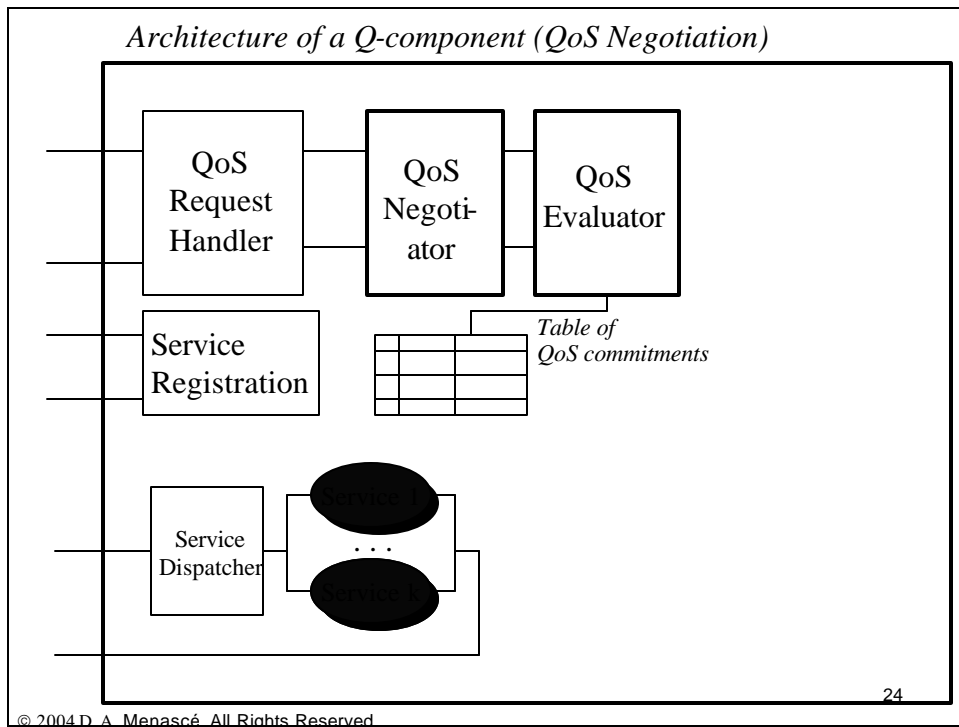 Architecture of a Q-component (QoS Negotiation)
QoS
Request
Handler
QoS
Negoti-
ator
QoS
Evaluator
Table of
QoS commitments
Service
Registration
Service 1
Service
Dispatcher
. . .
Service k
24
© 2004 D. A. Menascé. All Rights Reserved.